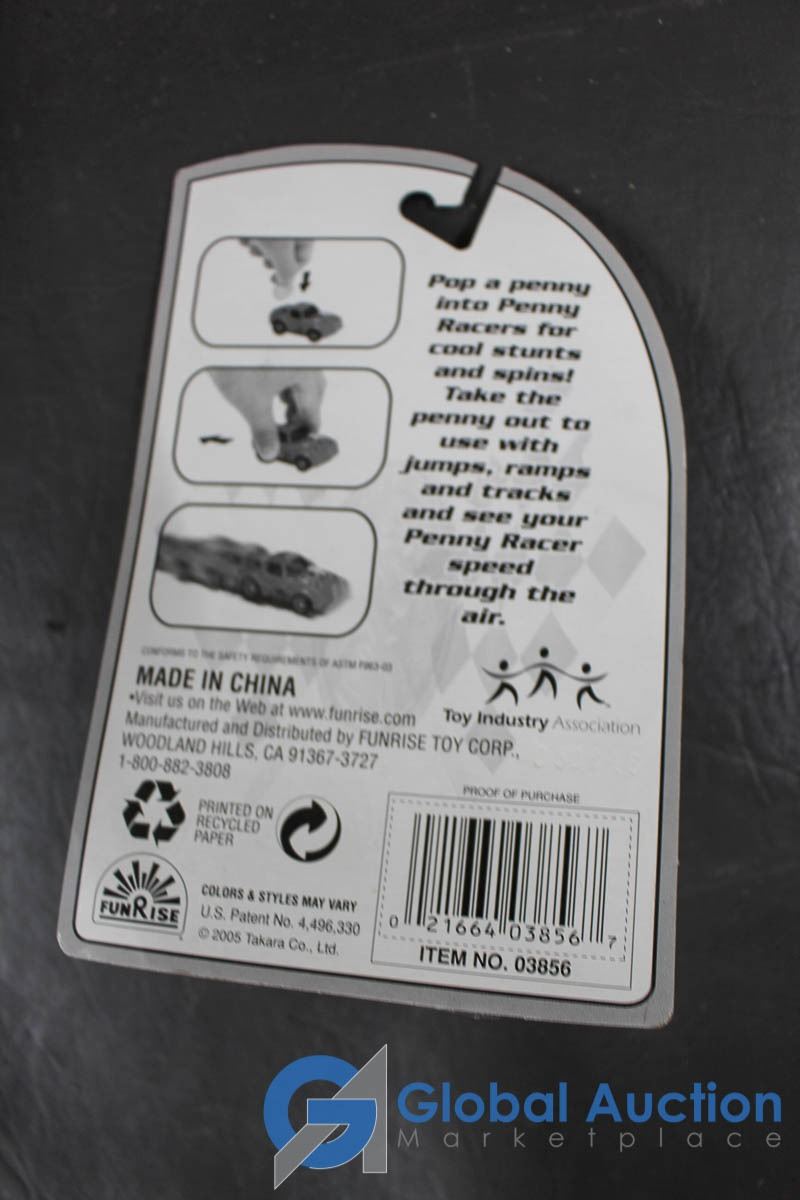 Pop a penny
into Penny
Racers for
cool stunts
and spins!
Take the
penny out to
use with
jumps, ramps
and tracks
and see your
Penny Racer
speed
through the
air.
CONFORMS TO THE SAFETY REQUIREMENTS OF ASTM F963-03
MADE IN CHINA
•Visit us on the Web at www.funrise.com
Manufactured and Distributed by FUNRISE TOY CORP.,
WOODLAND HILLS, CA 91367-3727
1-800-882-3808
Toy Industry Association
PRINTED ON
RECYCLED
PAPER
FUNRISE
COLORS & STYLES MAY VARY
U.S. Patent No. 4,496,330
© 2005 Takara Co., Ltd.
PROOF OF PURCHASE
0 21664 03856 7
ITEM NO. 03856
GA
Global Auction
Marketplace